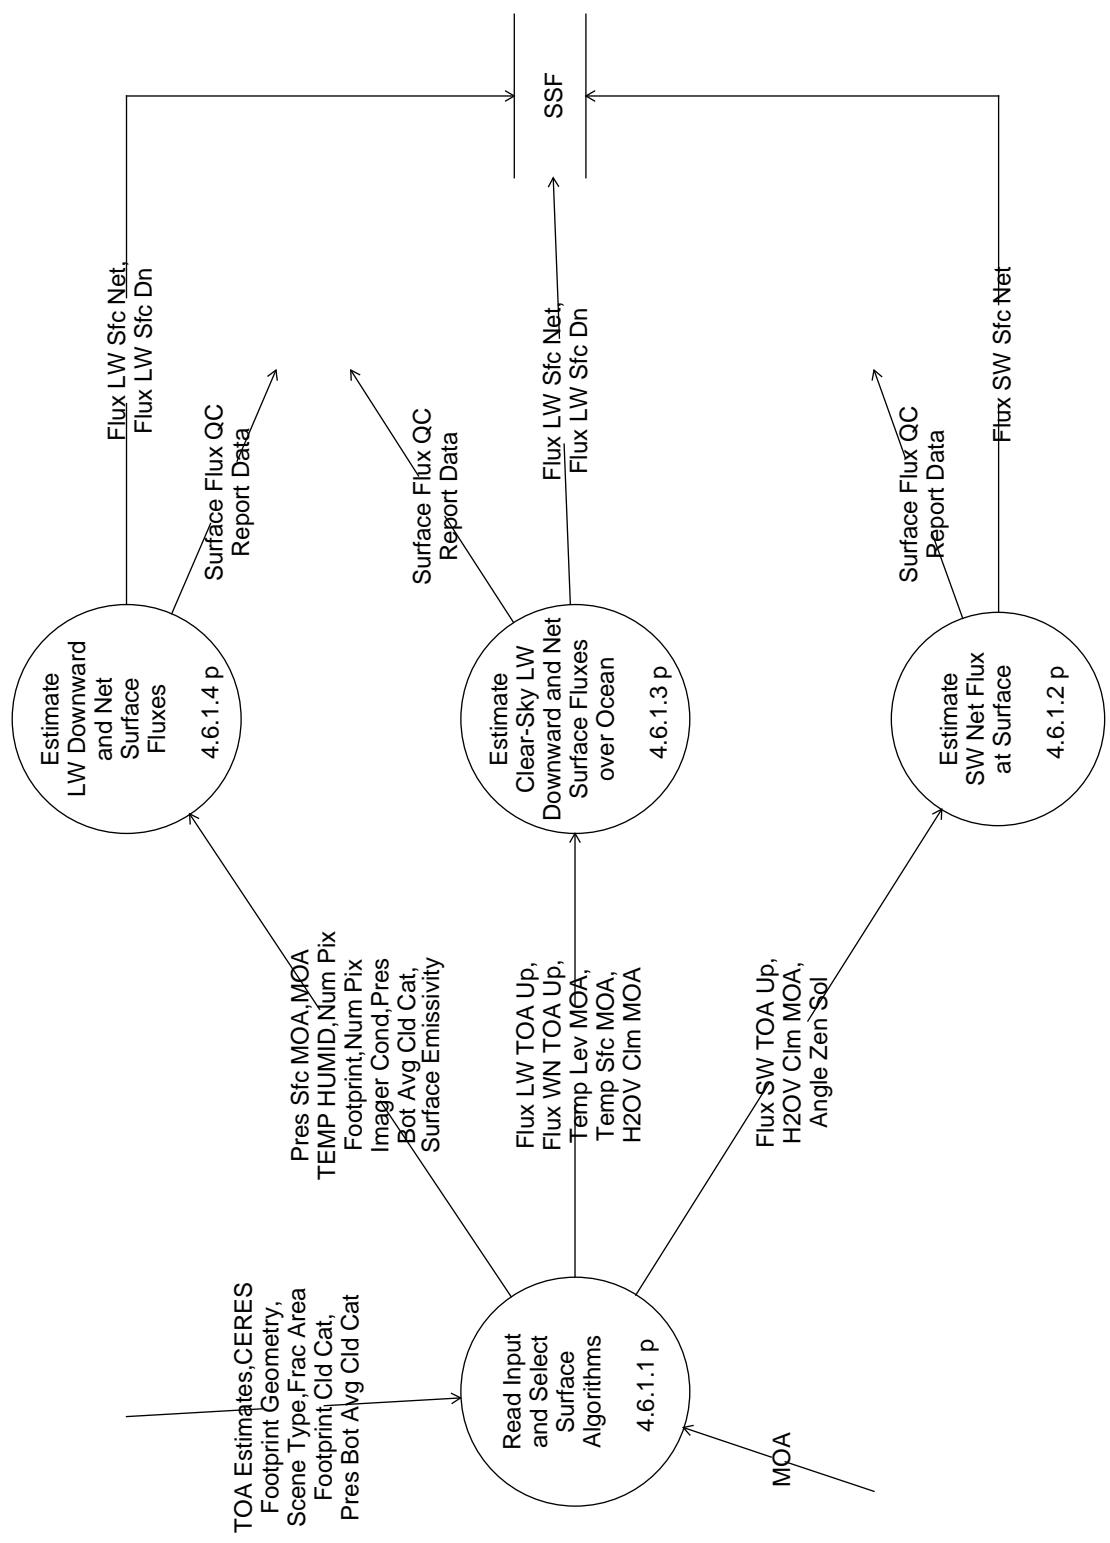 TOA Estimates,CERES
Footprint Geometry,
Scene Type,Frac Area
Footprint Cld Cat,
Pres Bot Avg Cld Cat
MOA
Read Input
and Select
Surface
Algorithms
4.6.1.1 p
Pres Sfc MOA,MOA
TEMP HUMID,Num Pix
Footprint,Num Pix
Imager Cond,Pres
Bot Avg Cld Cat,
Surface Emissivity
Flux LW TOA Up,
Flux WN TOA Up,
Temp Lev MOA,
Temp Sfc MOA,
H2OV Clm MOA
Flux SW TOA Up,
H2OV Clm MOA,
Angle Zen Sol
Estimate
LW Downward
and Net
Surface
Fluxes
4.6.1.4 p
Estimate
Clear-Sky LW
Downward and Net
Surface Fluxes
over Ocean
4.6.1.3 p
Estimate
SW Net Flux
at Surface
4.6.1.2 p
Flux LW Sfc Net,
Flux LW Sfc Dn
Surface Flux QC
Report Data
Surface Flux QC
Report Data
Flux LW Sfc Net,
Flux LW Sfc Dn
Surface Flux QC
Report Data
Flux SW Sfc Net
SSF